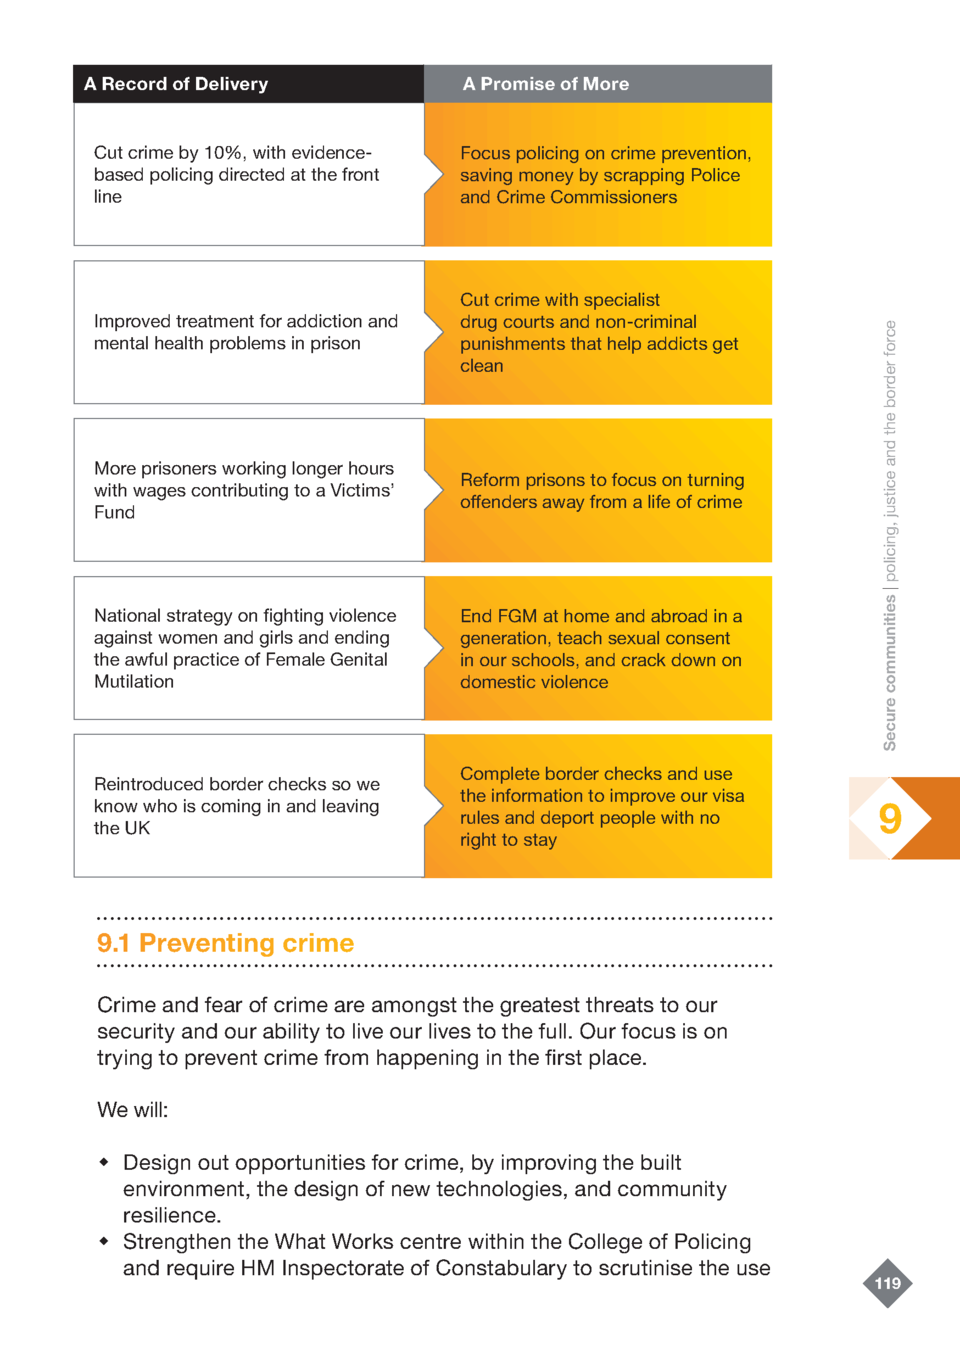 A Record of Delivery
A Promise of More
Cut crime by 10%, with evidence-
based policing directed at the front
line
Focus policing on crime prevention,
saving money by scrapping Police
and Crime Commissioners
Improved treatment for addiction and
mental health problems in prison
Cut crime with specialist
drug courts and non-criminal
punishments that help addicts get
clean
More prisoners working longer hours
with wages contributing to a Victims’
Fund
Reform prisons to focus on turning
offenders away from a life of crime
National strategy on fighting violence
against women and girls and ending
the awful practice of Female Genital
Mutilation
End FGM at home and abroad in a
generation, teach sexual consent
in our schools, and crack down on
domestic violence
Reintroduced border checks so we
know who is coming in and leaving
the UK
Complete border checks and use
the information to improve our visa
rules and deport people with no
right to stay
9.1 Preventing crime
Crime and fear of crime are amongst the greatest threats to our
security and our ability to live our lives to the full. Our focus is on
trying to prevent crime from happening in the first place.
We will:
◆ Design out opportunities for crime, by improving the built
environment, the design of new technologies, and community
resilience.
◆ Strengthen the What Works centre within the College of Policing
and require HM Inspectorate of Constabulary to scrutinise the use
Secure communities | policing, justice and the border force
9
119